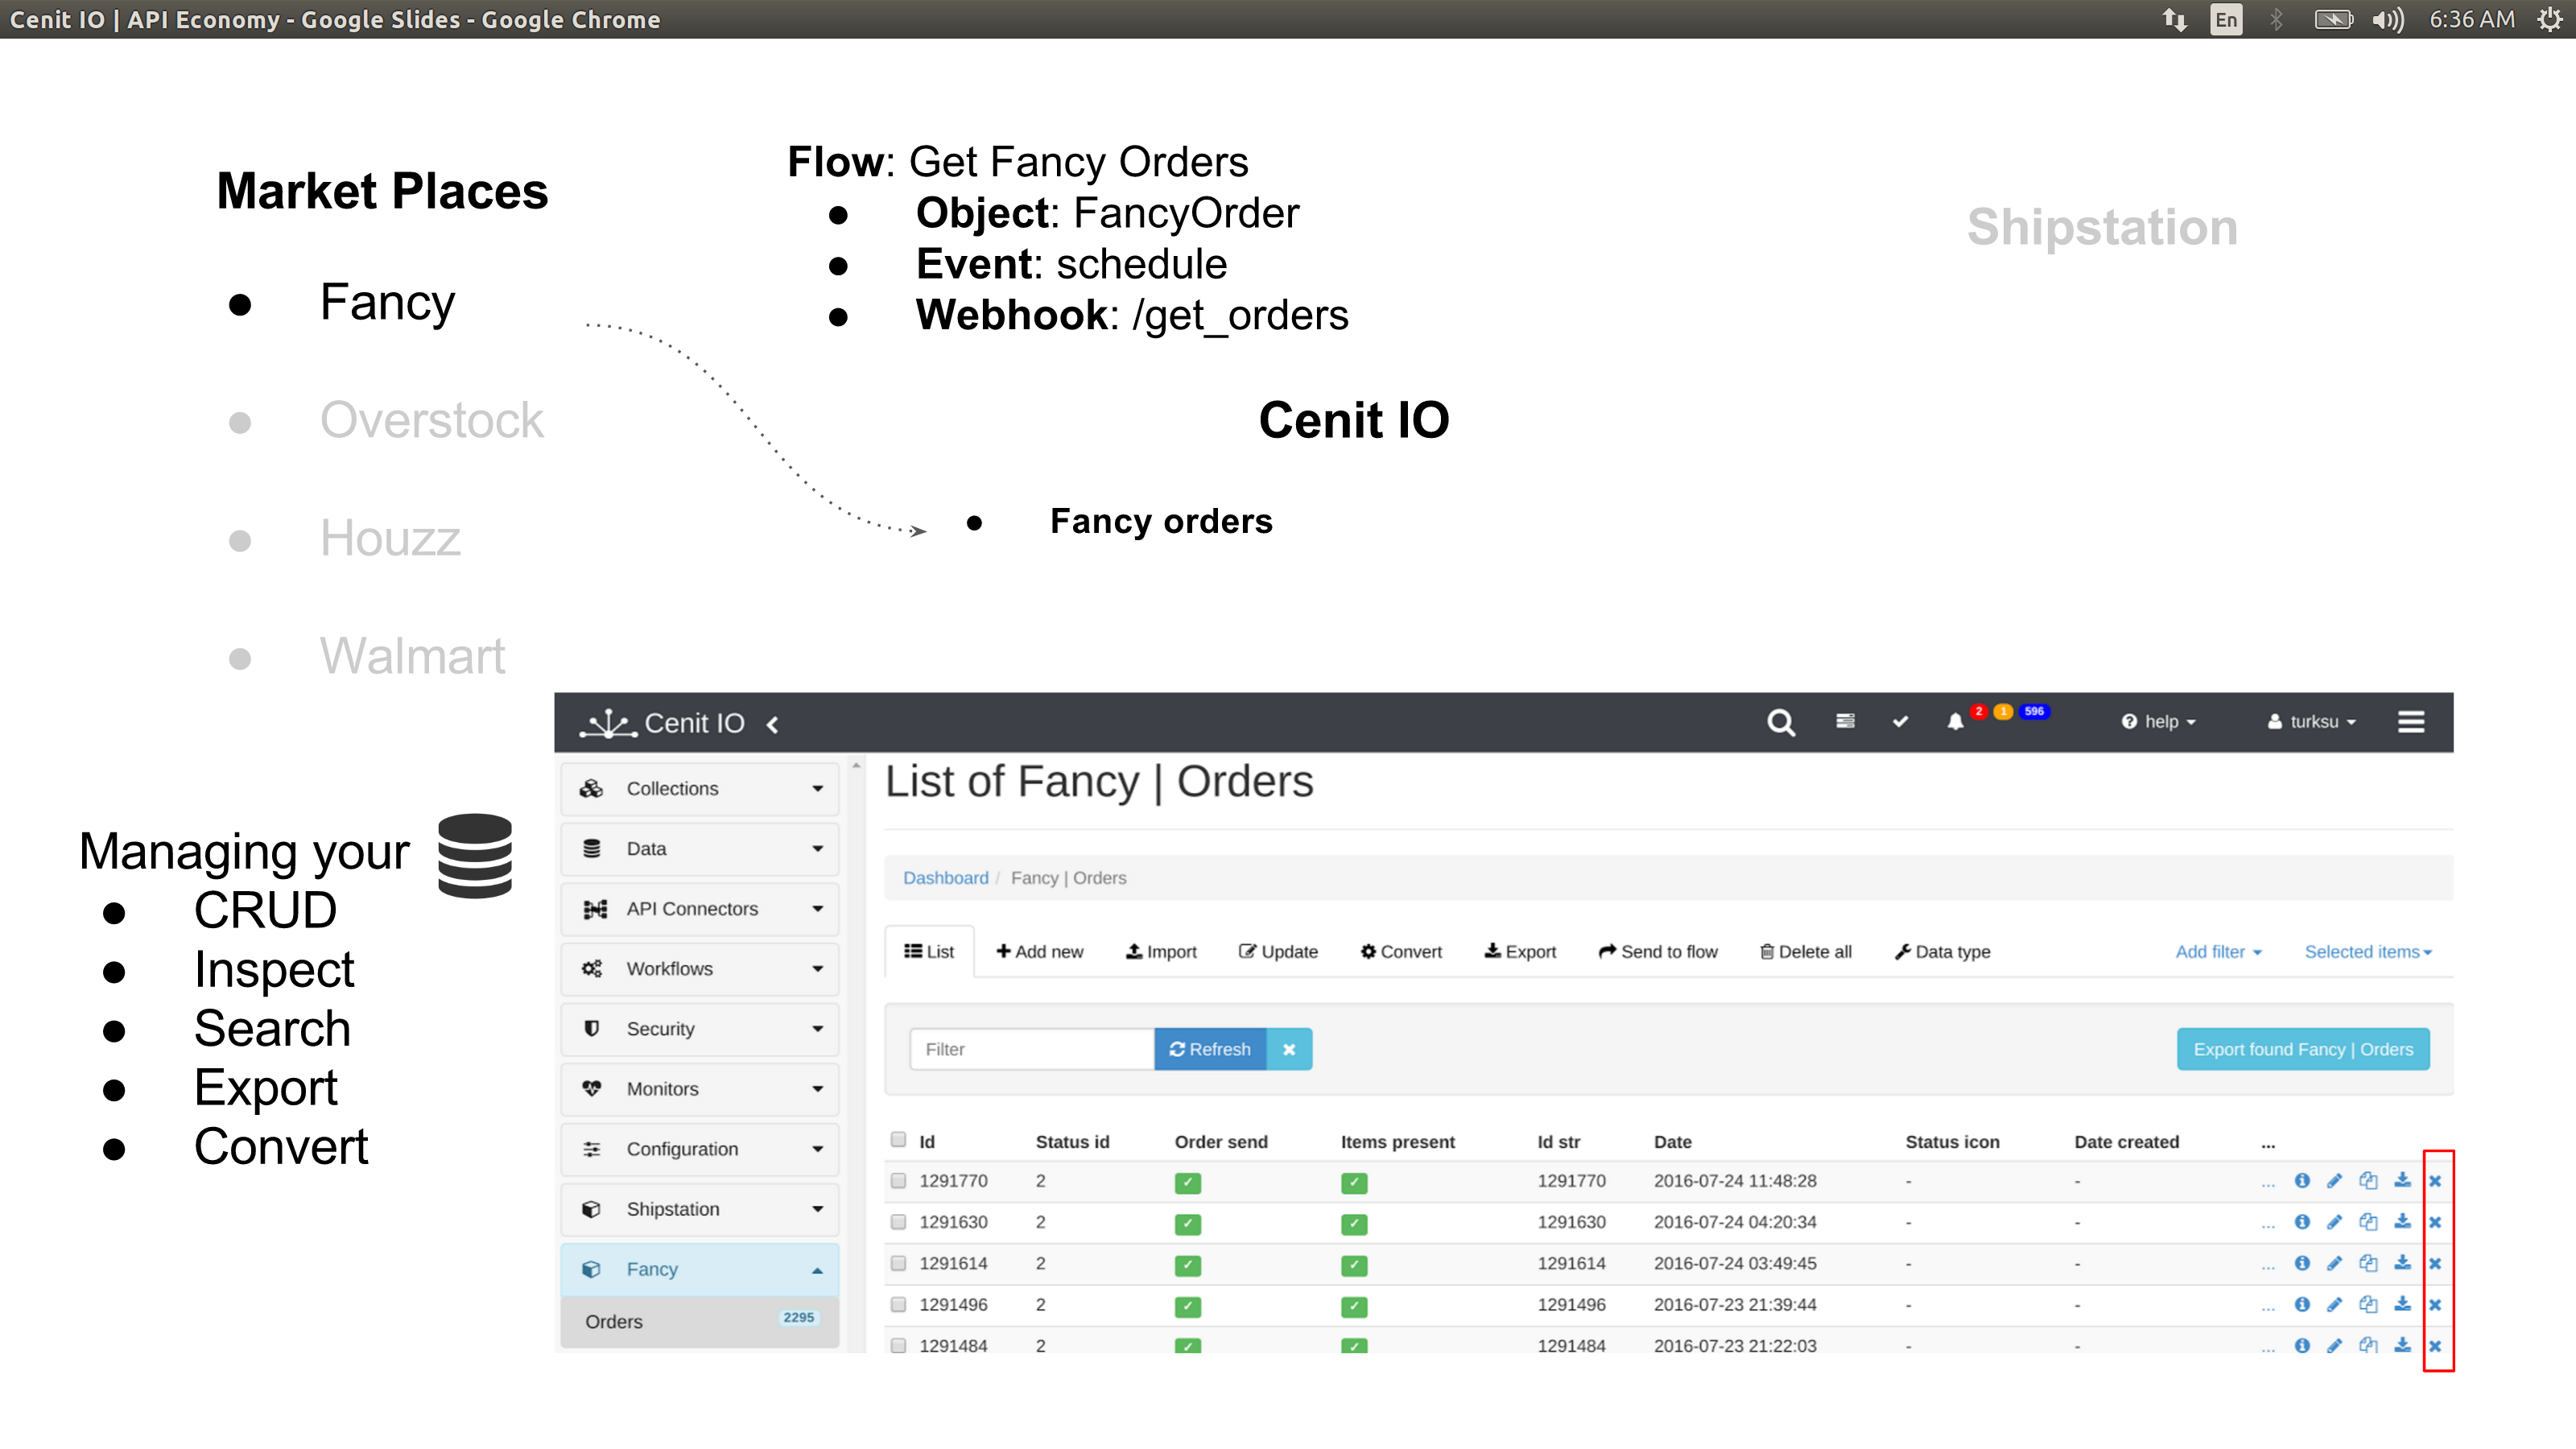 Cenit IO | API Economy - Google Slides - Google Chrome
En
6:36 AM
Market Places
● Fancy
● Overstock
● Houzz
● Walmart
Flow: Get Fancy Orders
● Object: FancyOrder
● Event: schedule
● Webhook: /get_orders
Shipstation
Cenit IO
● Fancy orders
Managing your
● CRUD
● Inspect
● Search
● Export
● Convert
Cenit IO
2 1 596
help
turksu
Collections
Data
API Connectors
Workflows
Security
Monitors
Configuration
Shipstation
Fancy
Orders 2295
List of Fancy | Orders
Dashboard / Fancy | Orders
List Add new Import Update Convert Export Send to flow Delete all Data type Add filter Selected items
Filter Refresh Export found Fancy | Orders
Id Status id Order send Items present Id str Date Status icon Date created ...
1291770 2 ✓ ✓ 1291770 2016-07-24 11:48:28 - - ...
1291630 2 ✓ ✓ 1291630 2016-07-24 04:20:34 - - ...
1291614 2 ✓ ✓ 1291614 2016-07-24 03:49:45 - - ...
1291496 2 ✓ ✓ 1291496 2016-07-23 21:39:44 - - ...
1291484 2 ✓ ✓ 1291484 2016-07-23 21:22:03 - - ...